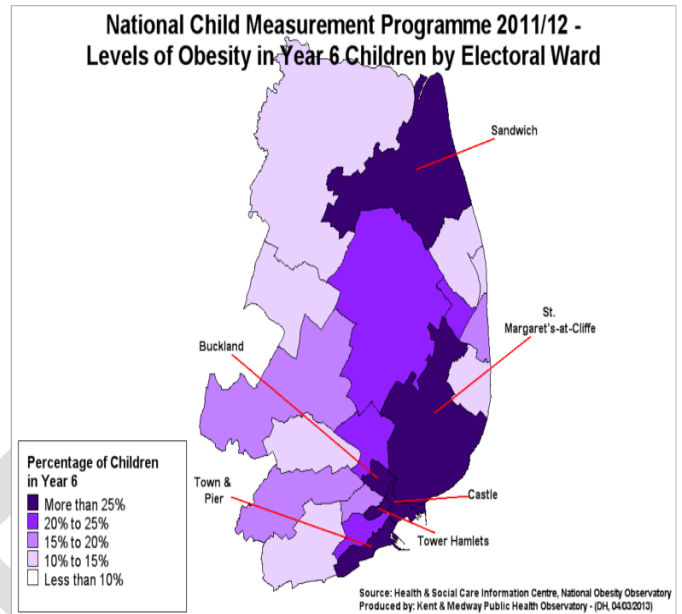 National Child Measurement Programme 2011/12 -
Levels of Obesity in Year 6 Children by Electoral Ward
Sandwich
St.
Margaret's-at-Cliffe
Buckland
Town &
Pier
Castle
Tower Hamlets
Percentage of Children
in Year 6
More than 25%
20% to 25%
15% to 20%
10% to 15%
Less than 10%
Source: Health & Social Care Information Centre, National Obesity Observatory
Produced by: Kent & Medway Public Health Observatory - (DH, 04/03/2013)